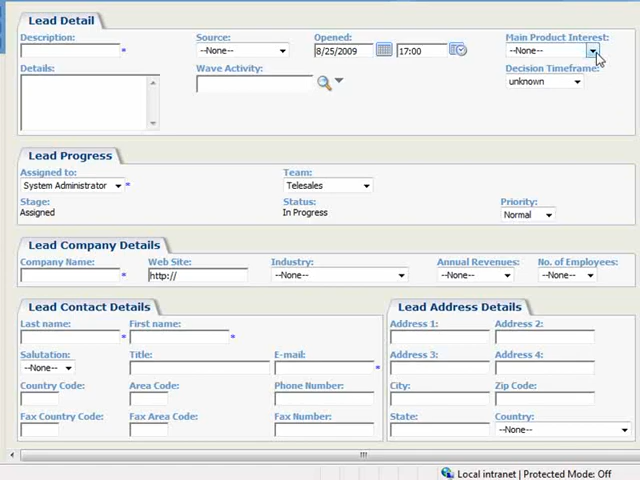 Lead Detail
Description: Source: Opened: Main Product Interest:
* --None-- 8/25/2009 17:00 --None--
Details: Wave Activity: Decision Timeframe:
unknown
Lead Progress
Assigned to: Team:
System Administrator * Telesales
Stage: Status: Priority:
Assigned In Progress Normal
Lead Company Details
Company Name: Web Site: Industry: Annual Revenues: No. of Employees:
* http:// --None-- --None-- --None--
Lead Contact Details Lead Address Details
Last name: First name: Address 1: Address 2:
* *
Salutation: Title: E-mail: Address 3: Address 4:
--None-- *
Country Code: Area Code: Phone Number: City: Zip Code:
Fax Country Code: Fax Area Code: Fax Number: State: Country:
--None--
Local intranet | Protected Mode: Off